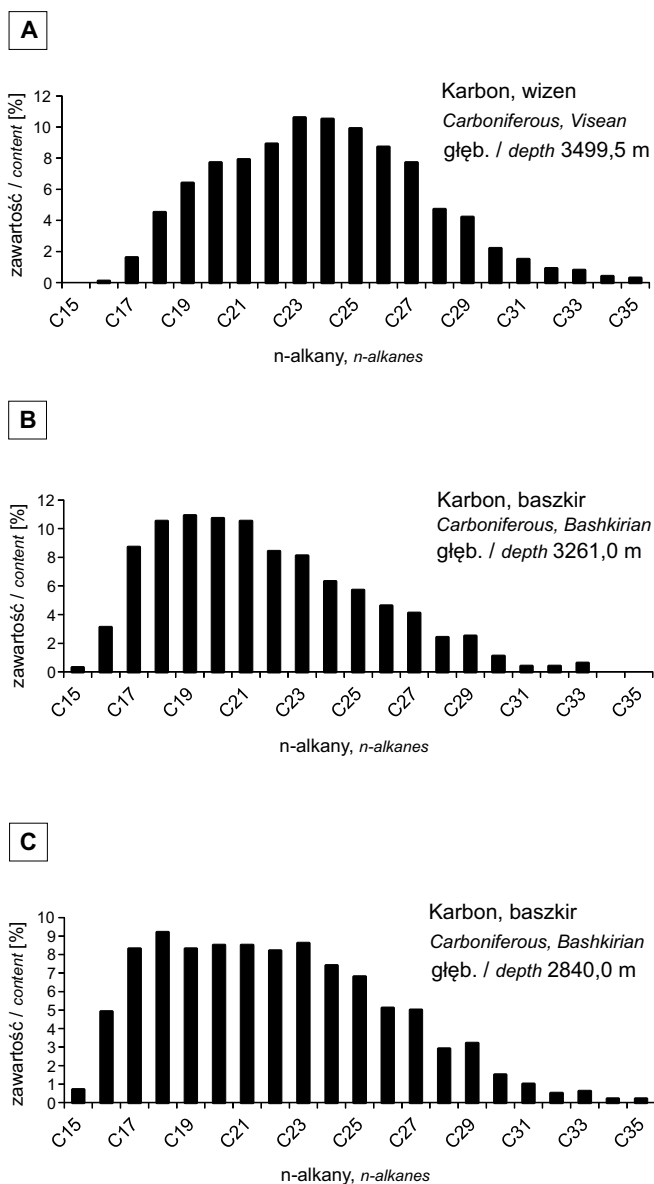 A
Karbon, wizen
Carboniferous, Visean
głęb. / depth 3499,5 m
zawartość / content [%]
12
10
8
6
4
2
0
C15 C17 C19 C21 C23 C25 C27 C29 C31 C33 C35
n-alkany, n-alkanes
B
Karbon, baszkir
Carboniferous, Bashkirian
głęb. / depth 3261,0 m
zawartość / content [%]
12
10
8
6
4
2
0
C15 C17 C19 C21 C23 C25 C27 C29 C31 C33 C35
n-alkany, n-alkanes
C
Karbon, baszkir
Carboniferous, Bashkirian
głęb. / depth 2840,0 m
zawartość / content [%]
10
9
8
7
6
5
4
3
2
1
0
C15 C17 C19 C21 C23 C25 C27 C29 C31 C33 C35
n-alkany, n-alkanes